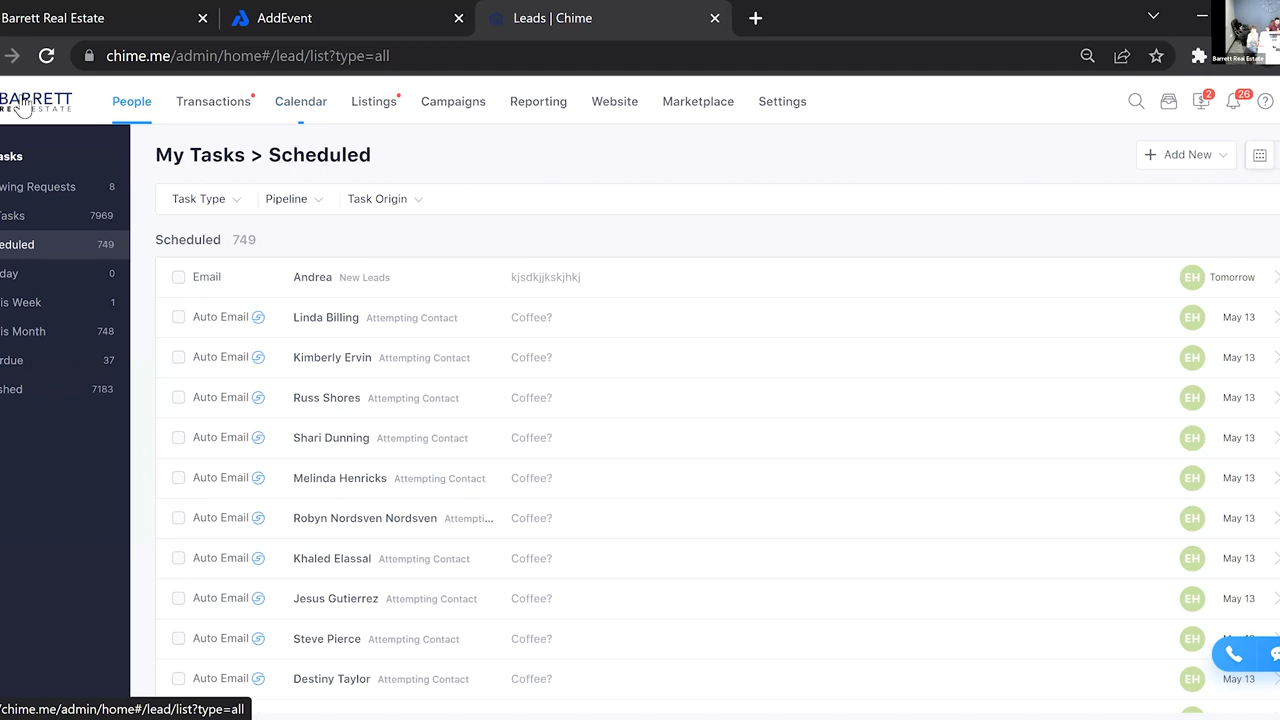 Barrett Real Estate
AddEvent
Leads | Chime
chime.me/admin/home#/lead/list?type=all
Barrett Real Estate
BARRETT
REAL ESTATE
People
Transactions
Calendar
Listings
Campaigns
Reporting
Website
Marketplace
Settings
2
26
asks
wing Requests 8
Tasks 7969
eduled 749
day 0
is Week 1
is Month 748
rdue 37
shed 7183
My Tasks > Scheduled
Add New
Task Type
Pipeline
Task Origin
Scheduled 749
Email Andrea New Leads kjsdkjjkskjhkj EH Tomorrow
Auto Email Linda Billing Attempting Contact Coffee? EH May 13
Auto Email Kimberly Ervin Attempting Contact Coffee? EH May 13
Auto Email Russ Shores Attempting Contact Coffee? EH May 13
Auto Email Shari Dunning Attempting Contact Coffee? EH May 13
Auto Email Melinda Henricks Attempting Contact Coffee? EH May 13
Auto Email Robyn Nordsven Nordsven Attempti... Coffee? EH May 13
Auto Email Khaled Elassal Attempting Contact Coffee? EH May 13
Auto Email Jesus Gutierrez Attempting Contact Coffee? EH May 13
Auto Email Steve Pierce Attempting Contact Coffee? EH
Auto Email Destiny Taylor Attempting Contact Coffee? EH May 13
/chime.me/admin/home#/lead/list?type=all